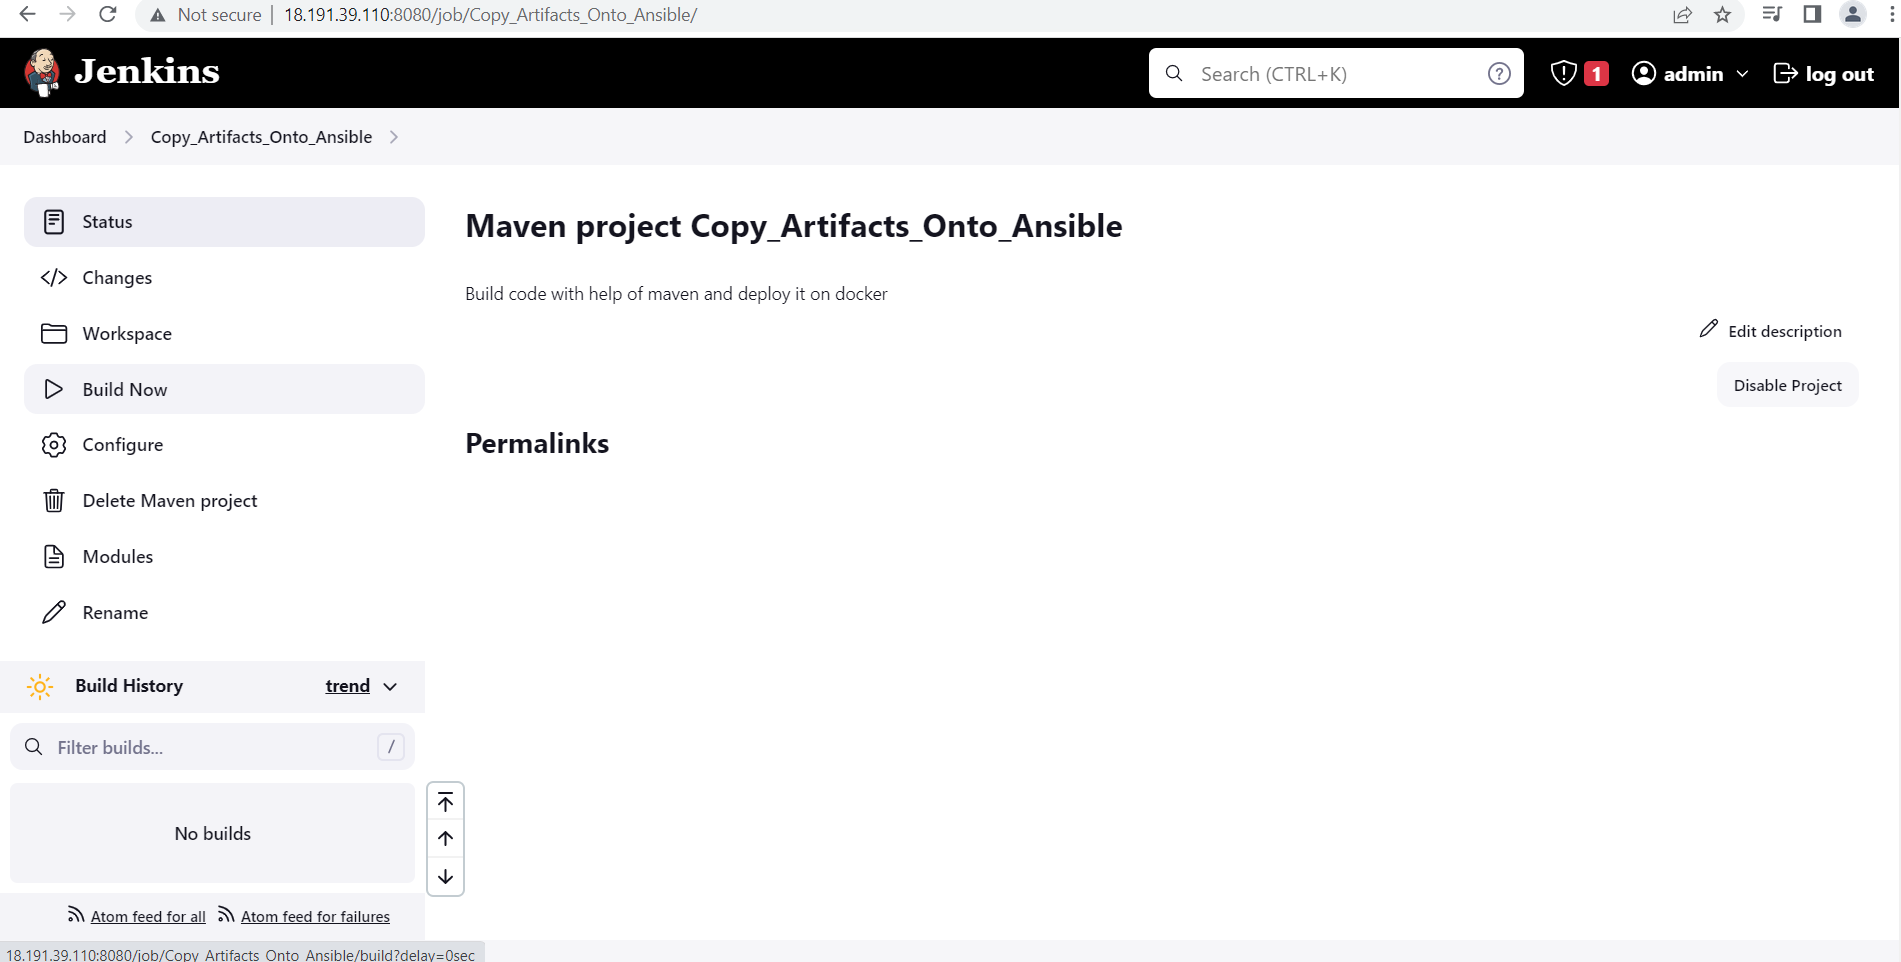 Not secure | 18.191.39.110:8080/job/Copy_Artifacts_Onto_Ansible/
Jenkins
Search (CTRL+K)
?
1
admin
log out
Dashboard
Copy_Artifacts_Onto_Ansible
Status
Changes
Workspace
Build Now
Configure
Delete Maven project
Modules
Rename
Build History
trend
Filter builds...
/
No builds
Atom feed for all
Atom feed for failures
Maven project Copy_Artifacts_Onto_Ansible
Build code with help of maven and deploy it on docker
Edit description
Disable Project
Permalinks
18.191.39.110:8080/job/Copy_Artifacts_Onto_Ansible/build?delay=0sec